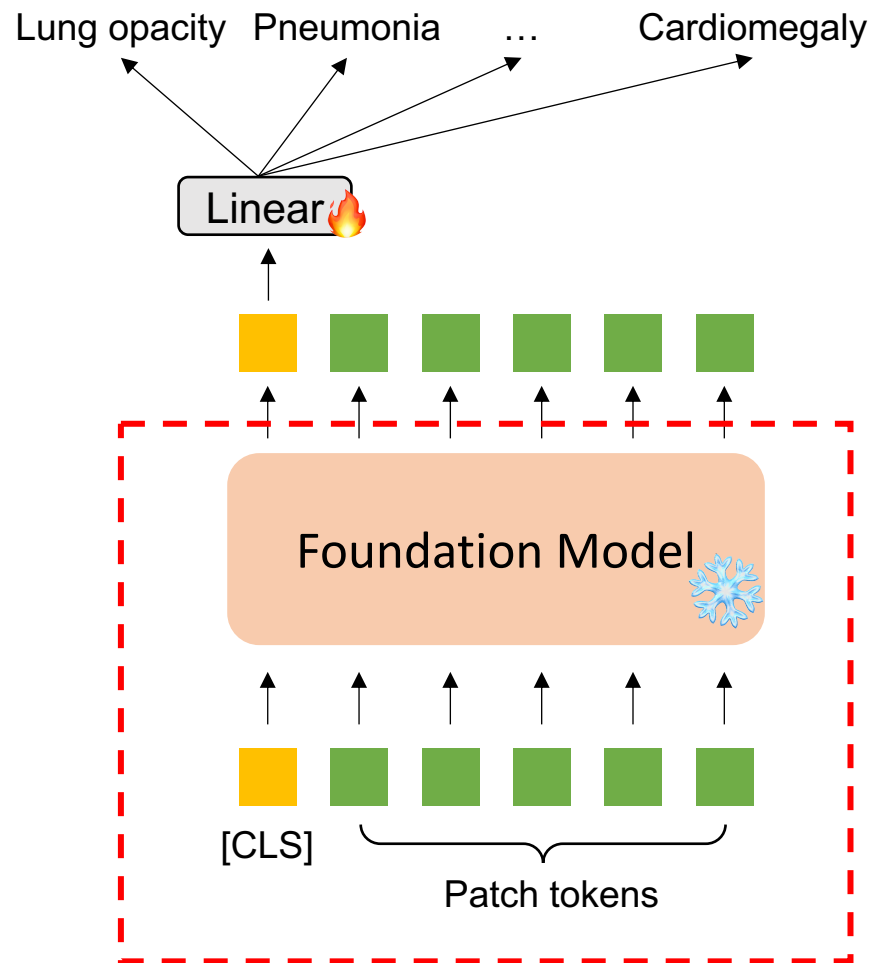 Lung opacity Pneumonia … Cardiomegaly
Linear
Foundation Model
[CLS]
Patch tokens